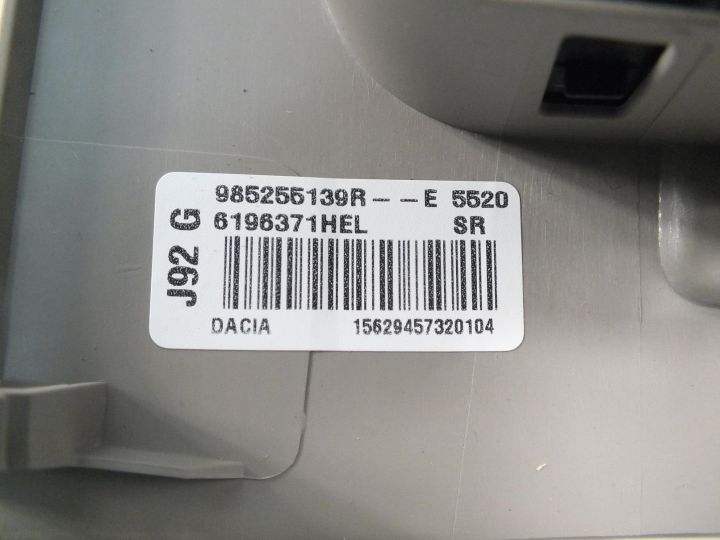 J92 G
985255139R-- --E 5520
6196371HEL SR
DACIA 15629457320104